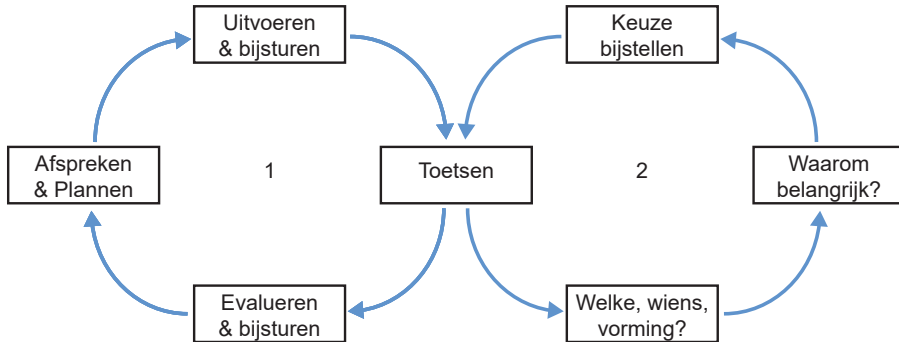 Uitvoeren
& bijsturen
Keuze
bijstellen
Afspreken
& Plannen
1
Toetsen
2
Waarom
belangrijk?
Evalueren
& bijsturen
Welke, wiens,
vorming?